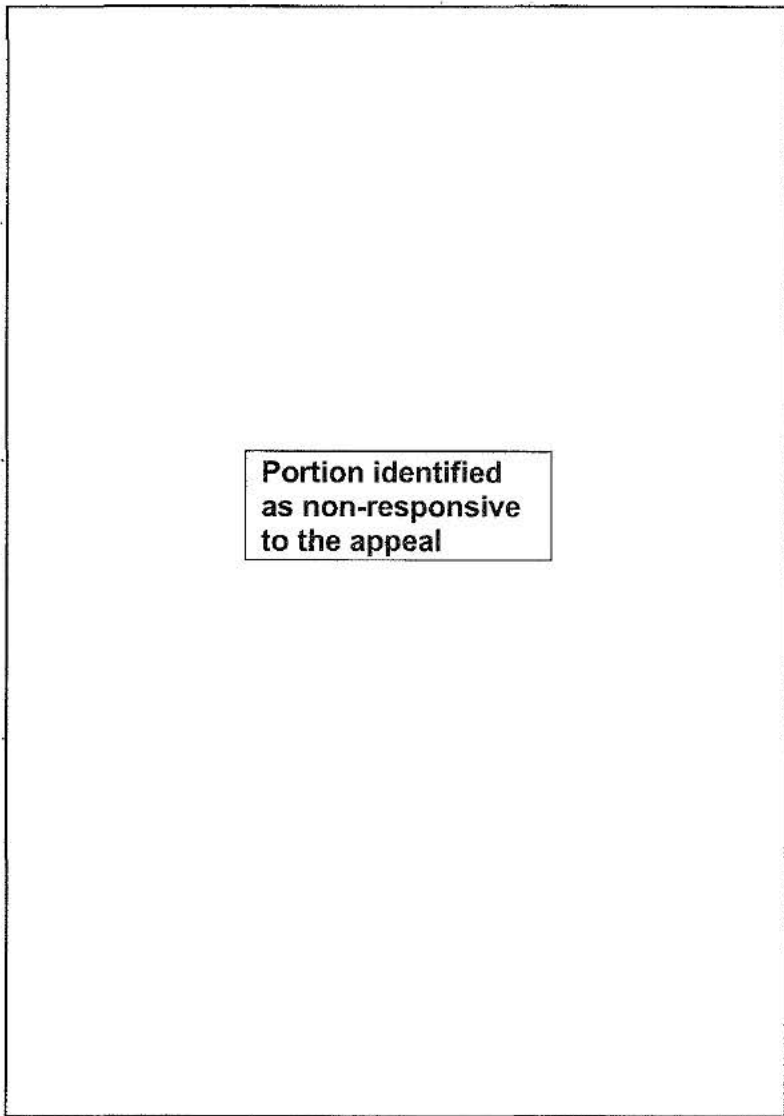 Portion identified
as non-responsive
to the appeal